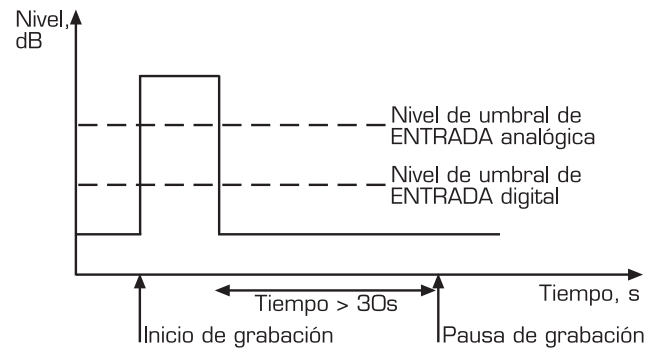 Nivel,
dB
Nivel de umbral de
ENTRADA analógica
Nivel de umbral de
ENTRADA digital
Tiempo, s
Tiempo > 30s
Inicio de grabación
Pausa de grabación